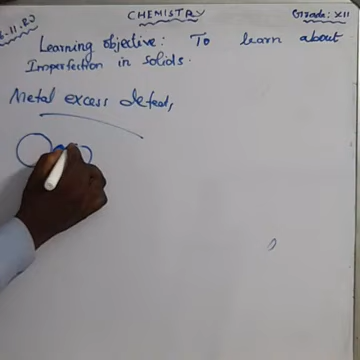 CHEMISTRY
Grade: XII
Learning objective: To learn about
Imperfection in solids.
Metal excess defect,